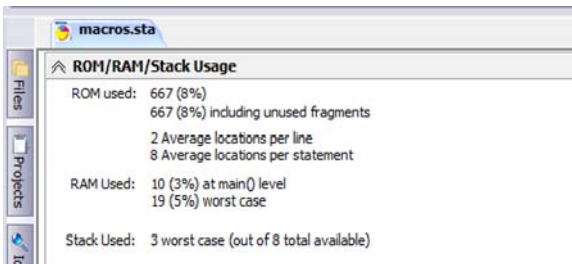 macros.sta
ROM/RAM/Stack Usage
Files
ROM used: 667 (8%)
667 (8%) including unused fragments
2 Average locations per line
8 Average locations per statement
Projects
RAM Used: 10 (3%) at main() level
19 (5%) worst case
Stack Used: 3 worst case (out of 8 total available)